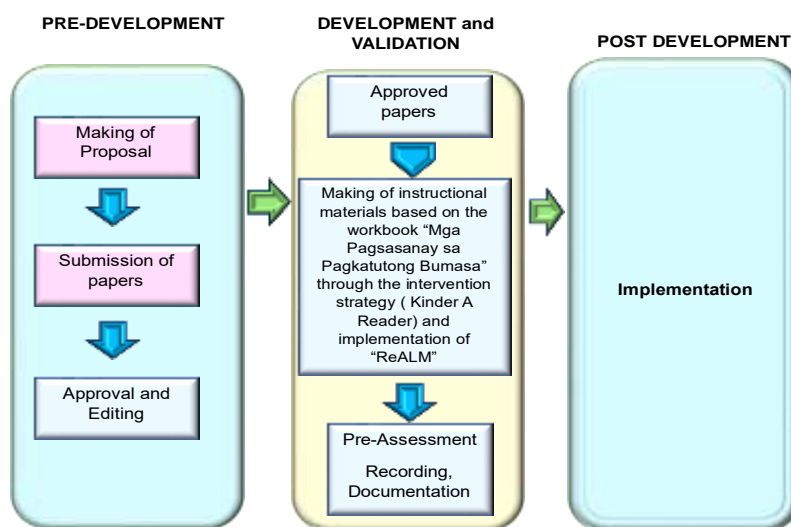 PRE-DEVELOPMENT
Making of
Proposal
Submission of
papers
Approval and
Editing
DEVELOPMENT and
VALIDATION
Approved
papers
Making of instructional
materials based on the
workbook “Mga
Pagsasanay sa
Pagkatutong Bumasa”
through the intervention
strategy ( Kinder A
Reader) and
implementation of
“ReALM”
Pre-Assessment
Recording,
Documentation
POST DEVELOPMENT
Implementation